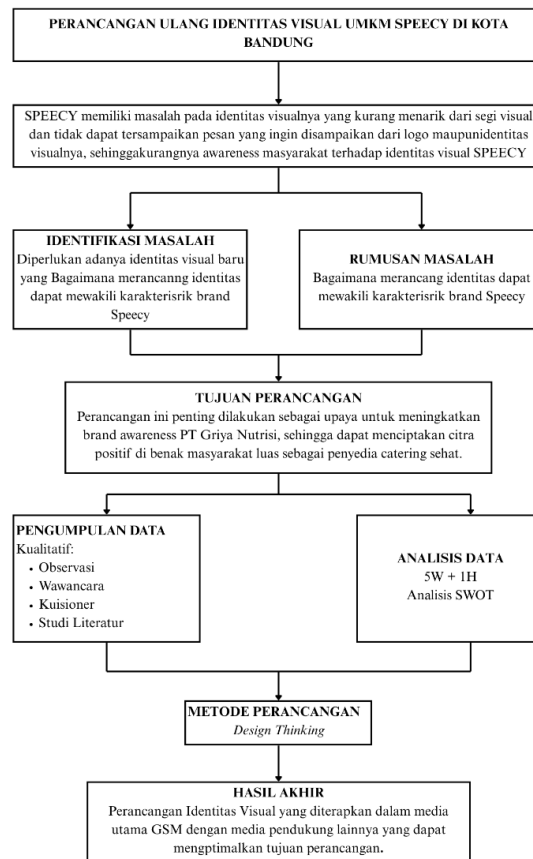 PERANCANGAN ULANG IDENTITAS VISUAL UMKM SPEECY DI KOTA
BANDUNG
SPEECY memiliki masalah pada identitas visualnya yang kurang menarik dari segi visual
dan tidak dapat tersampaikan pesan yang ingin disampaikan dari logo maupunidentitas
visualnya, sehinggakurangnya awareness masyarakat terhadap identitas visual SPEECY
IDENTIFIKASI MASALAH
Diperlukan adanya identitas visual baru
yang Bagaimana merancanng identitas
dapat mewakili karakterisrik brand
Speecy
RUMUSAN MASALAH
Bagaimana merancang identitas dapat
mewakili karakterisrik brand Speecy
TUJUAN PERANCANGAN
Perancangan ini penting dilakukan sebagai upaya untuk meningkatkan
brand awareness PT Griya Nutrisi, sehingga dapat menciptakan citra
positif di benak masyarakat luas sebagai penyedia catering sehat.
PENGUMPULAN DATA
Kualitatif:
• Observasi
• Wawancara
• Kuisioner
• Studi Literatur
ANALISIS DATA
5W + 1H
Analisis SWOT
METODE PERANCANGAN
Design Thinking
HASIL AKHIR
Perancangan Identitas Visual yang diterapkan dalam media
utama GSM dengan media pendukung lainnya yang dapat
mengptimalkan tujuan perancangan.